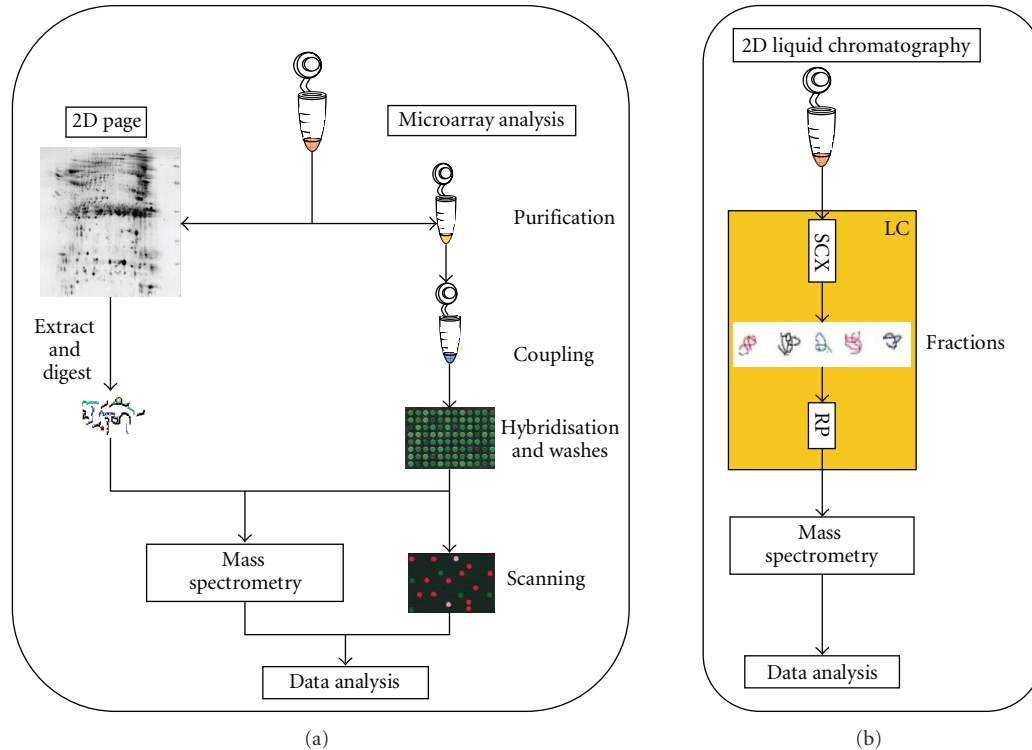 2D page
Microarray analysis
Purification
Extract and
digest
Coupling
Hybridisation
and washes
Mass
spectrometry
Scanning
Data analysis
(a)
2D liquid chromatography
LC
SCX
Fractions
RP
Mass
spectrometry
Data analysis
(b)